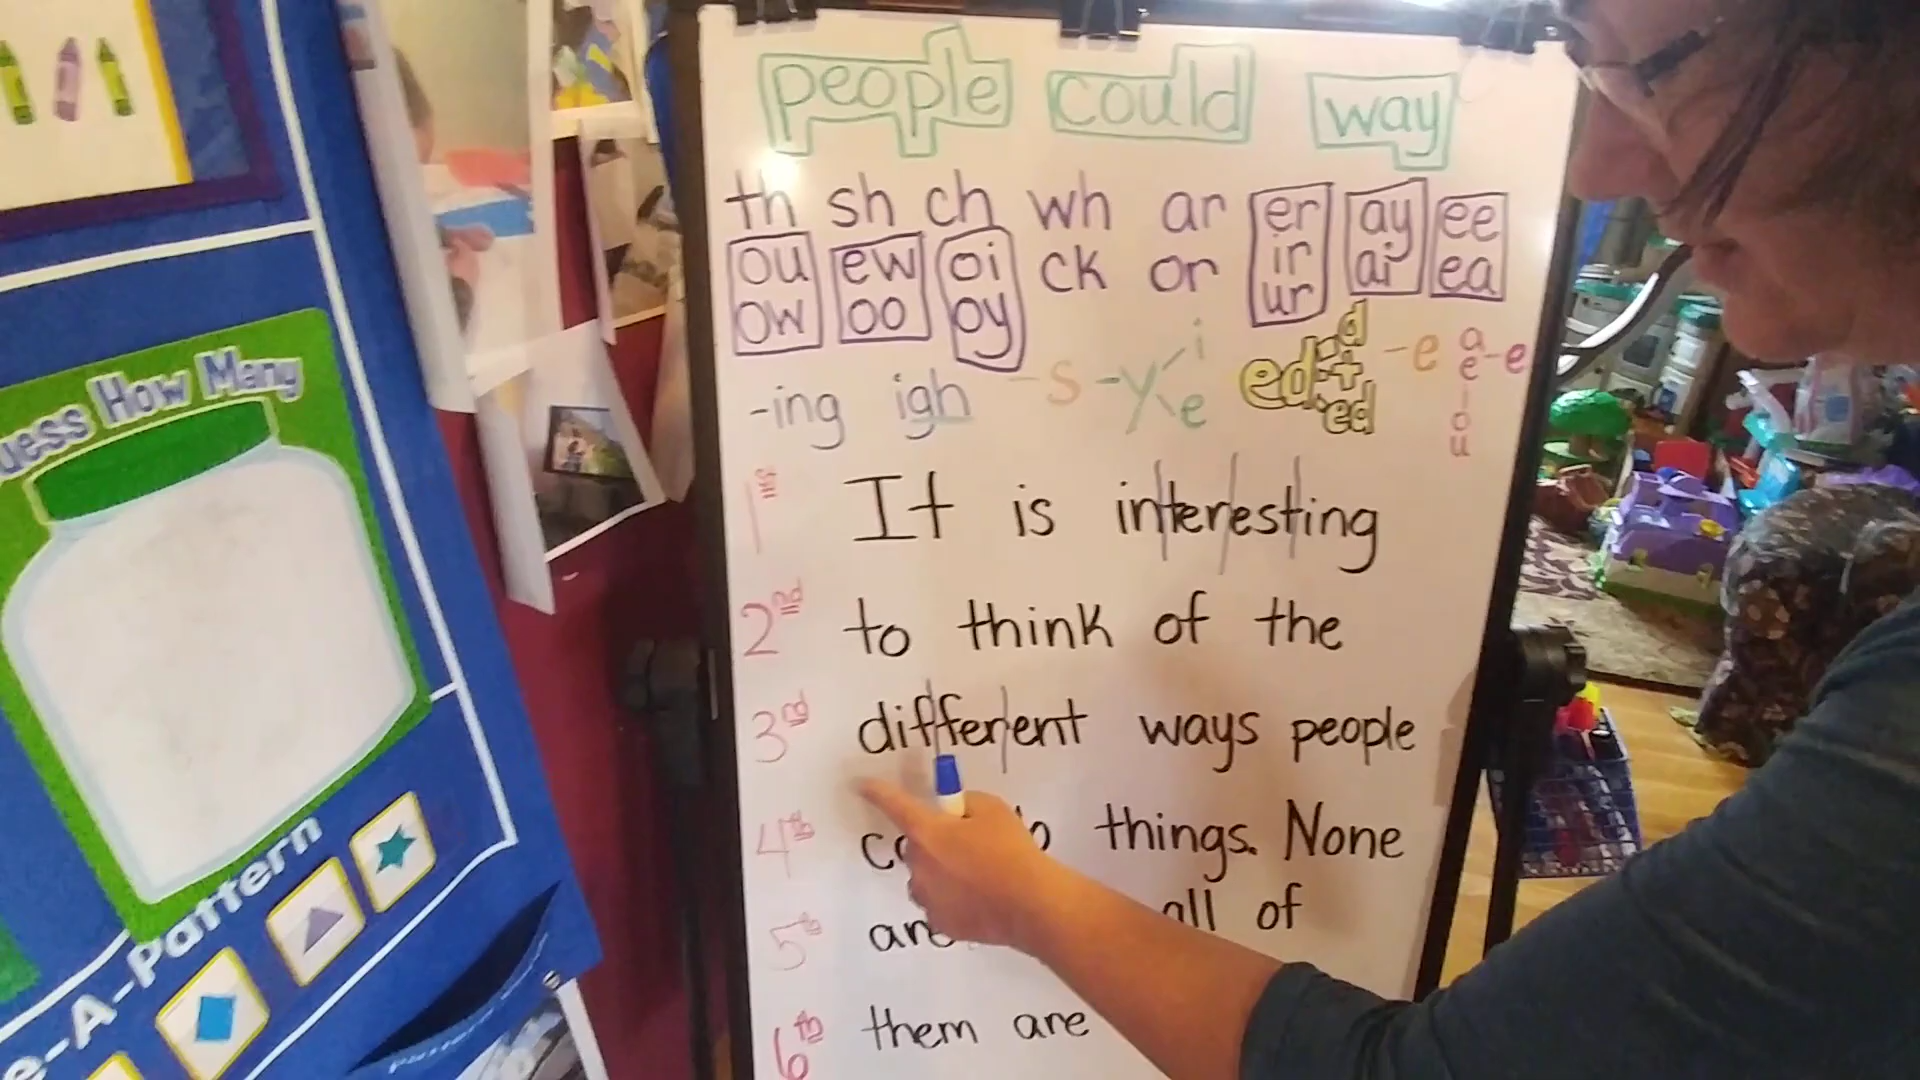 people could way
th sh ch wh ar er ay ee
ou ew oi ck or ir ai ea
ow oo oy ur
-ing igh -s -y i e ed: d t ed -e a e i o u -e
1st It is interesting
2nd to think of the
3rd different ways people
4th things. None
5th all of
6th them are
Guess How Many
-A-Pattern